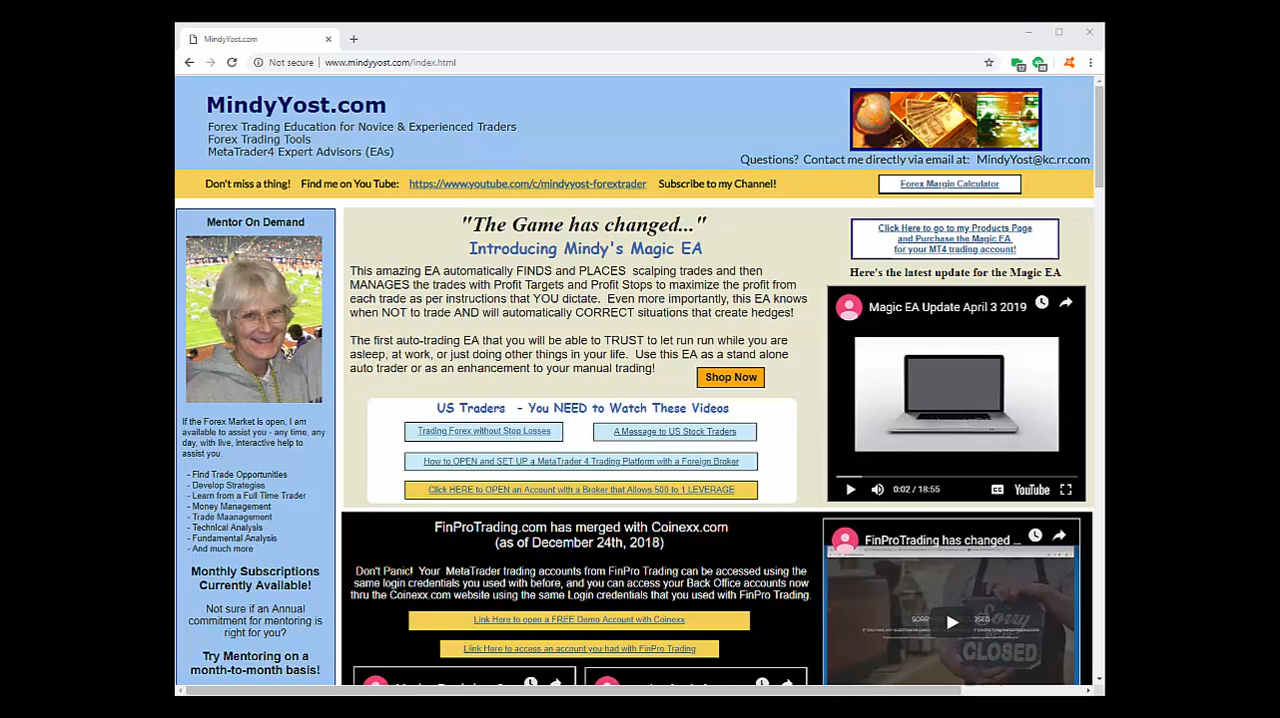 MindyYost.com
Not secure | www.mindyyost.com/index.html
MindyYost.com
Forex Trading Education for Novice & Experienced Traders
Forex Trading Tools
MetaTrader4 Expert Advisors (EAs)
Questions? Contact me directly via email at: MindyYost@kc.rr.com
Don't miss a thing! Find me on You Tube: https://www.youtube.com/c/mindyyost-forextrader Subscribe to my Channel!
Forex Margin Calculator
Mentor On Demand
If the Forex Market is open, I am
available to assist you - any time, any
day, with live, interactive help to
assist you.
- Find Trade Opportunities
- Develop Strategies
- Learn from a Full Time Trader
- Money Management
- Trade Maanagement
- Technical Analysis
- Fundamental Analysis
- And much more
Monthly Subscriptions
Currently Available!
Not sure if an Annual
commitment for mentoring is
right for you?
Try Mentoring on a
month-to-month basis!
"The Game has changed..."
Introducing Mindy's Magic EA
This amazing EA automatically FINDS and PLACES scalping trades and then
MANAGES the trades with Profit Targets and Profit Stops to maximize the profit from
each trade as per instructions that YOU dictate. Even more importantly, this EA knows
when NOT to trade AND will automatically CORRECT situations that create hedges!
The first auto-trading EA that you will be able to TRUST to let run run while you are
asleep, at work, or just doing other things in your life. Use this EA as a stand alone
auto trader or as an enhancement to your manual trading!
Shop Now
US Traders - You NEED to Watch These Videos
Trading Forex without Stop Losses
A Message to US Stock Traders
How to OPEN and SET UP a MetaTrader 4 Trading Platform with a Foreign Broker
Click HERE to OPEN an Account with a Broker that Allows 500 to 1 LEVERAGE
Click Here to go to my Products Page
and Purchase the Magic EA
for your MT4 trading account!
Here's the latest update for the Magic EA
Magic EA Update April 3 2019
0:02 / 18:55
CC
YouTube
FinProTrading.com has merged with Coinexx.com
(as of December 24th, 2018)
Don't Panic! Your MetaTrader trading accounts from FinPro Trading can be accessed using the
same login credentials you used with before, and you can access your Back Office accounts now
thru the Coinexx.com website using the same Login credentials that you used with FinPro Trading.
Link Here to open a FREE Demo Account with Coinexx
Link Here to access an account you had with FinPro Trading
FinProTrading has changed ...
Sorry
CLOSED